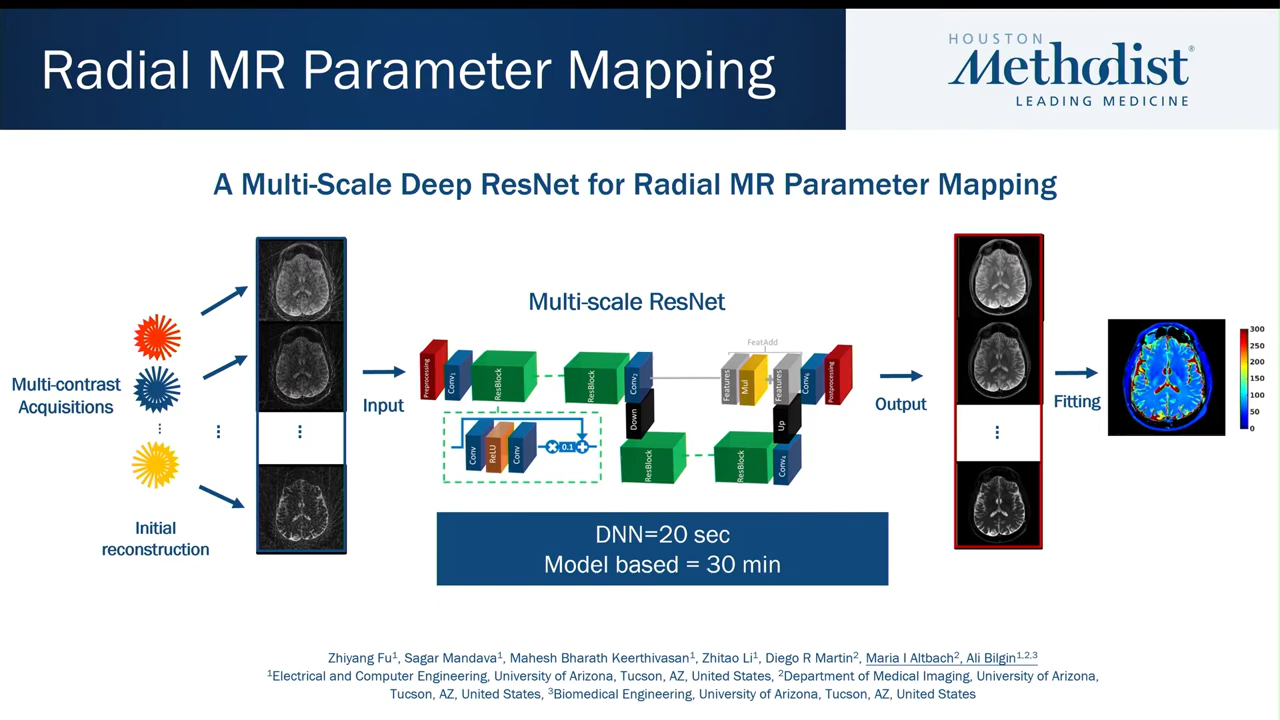 Radial MR Parameter Mapping
HOUSTON
Methodist®
LEADING MEDICINE
A Multi-Scale Deep ResNet for Radial MR Parameter Mapping
Multi-contrast
Acquisitions
Initial
reconstruction
Input
Multi-scale ResNet
FeatAdd
Preprocessing
Conv₁
ResBlock
ResBlock
Conv₂
Features
Mul
+
Features
Conv₆
Postprocessing
Down
Up
Conv
ReLU
Conv
× 0.1 +
ResBlock
ResBlock
Conv₄
DNN=20 sec
Model based = 30 min
Output
Fitting
300
250
200
150
100
50
0
Zhiyang Fu¹, Sagar Mandava¹, Mahesh Bharath Keerthivasan¹, Zhitao Li¹, Diego R Martin², Maria I Altbach², Ali Bilgin¹,²,³
¹Electrical and Computer Engineering, University of Arizona, Tucson, AZ, United States, ²Department of Medical Imaging, University of Arizona,
Tucson, AZ, United States, ³Biomedical Engineering, University of Arizona, Tucson, AZ, United States